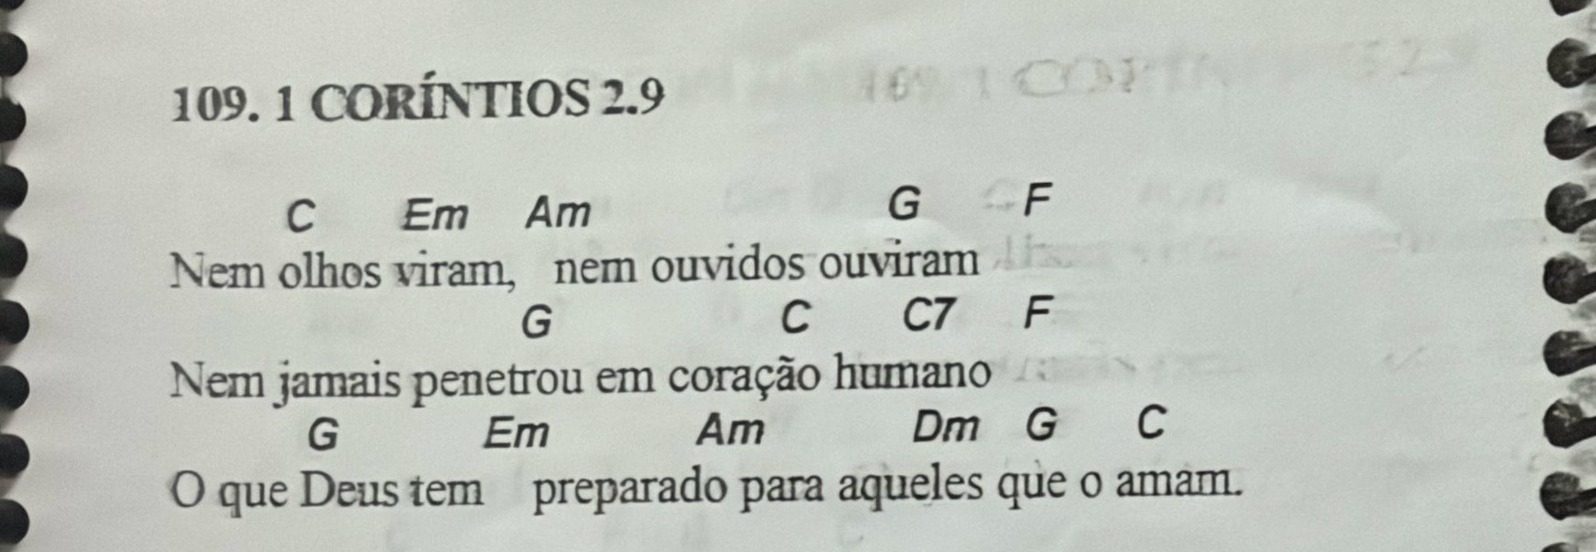 109. 1 CORÍNTIOS 2.9
C Em Am G F
Nem olhos viram, nem ouvidos ouviram
G C C7 F
Nem jamais penetrou em coração humano
G Em Am Dm G C
O que Deus tem preparado para aqueles que o amam.